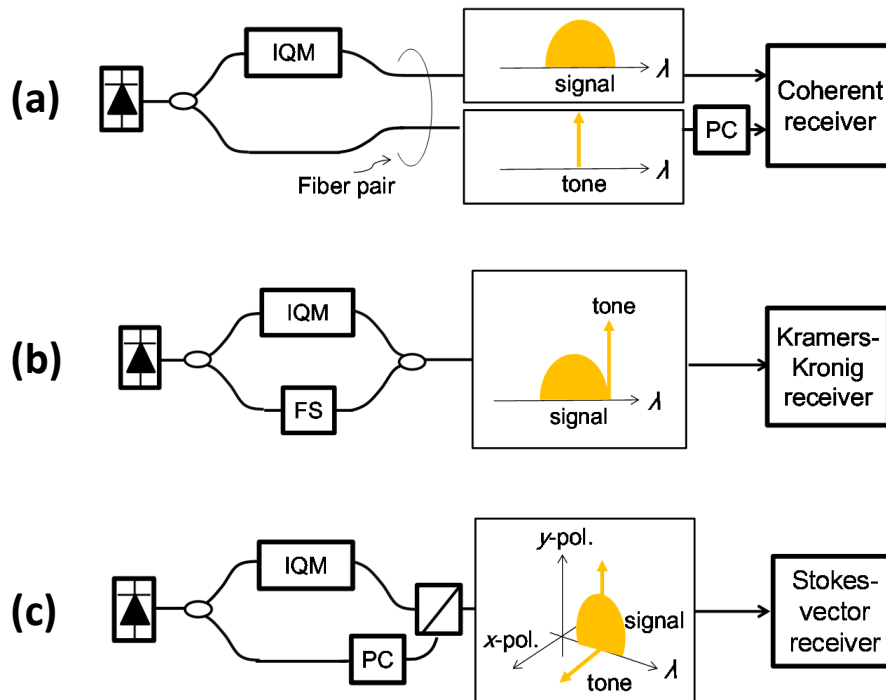 (a)
IQM
Fiber pair
signal
λ
tone
λ
PC
Coherent
receiver
(b)
IQM
FS
tone
signal
λ
Kramers-
Kronig
receiver
(c)
IQM
PC
y-pol.
x-pol.
signal
λ
tone
Stokes-
vector
receiver